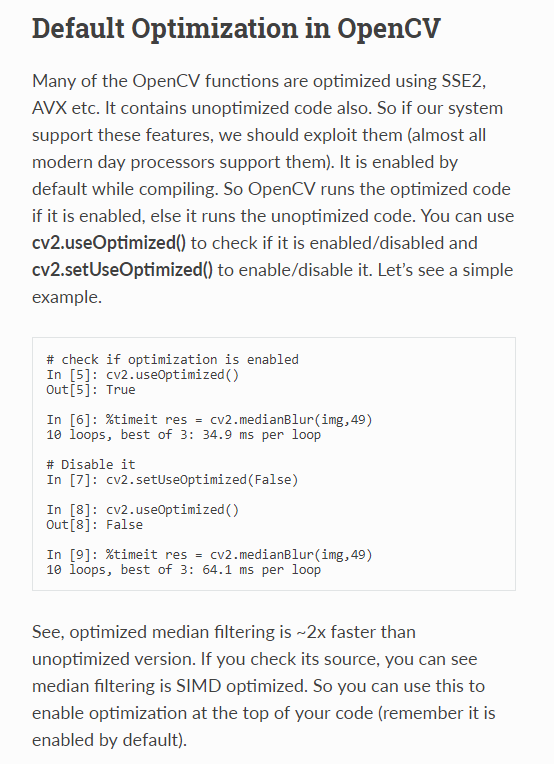 Default Optimization in OpenCV
Many of the OpenCV functions are optimized using SSE2,
AVX etc. It contains unoptimized code also. So if our system
support these features, we should exploit them (almost all
modern day processors support them). It is enabled by
default while compiling. So OpenCV runs the optimized code
if it is enabled, else it runs the unoptimized code. You can use
cv2.useOptimized() to check if it is enabled/disabled and
cv2.setUseOptimized() to enable/disable it. Let’s see a simple
example.
# check if optimization is enabled
In [5]: cv2.useOptimized()
Out[5]: True
In [6]: %timeit res = cv2.medianBlur(img,49)
10 loops, best of 3: 34.9 ms per loop
# Disable it
In [7]: cv2.setUseOptimized(False)
In [8]: cv2.useOptimized()
Out[8]: False
In [9]: %timeit res = cv2.medianBlur(img,49)
10 loops, best of 3: 64.1 ms per loop
See, optimized median filtering is ~2x faster than
unoptimized version. If you check its source, you can see
median filtering is SIMD optimized. So you can use this to
enable optimization at the top of your code (remember it is
enabled by default).